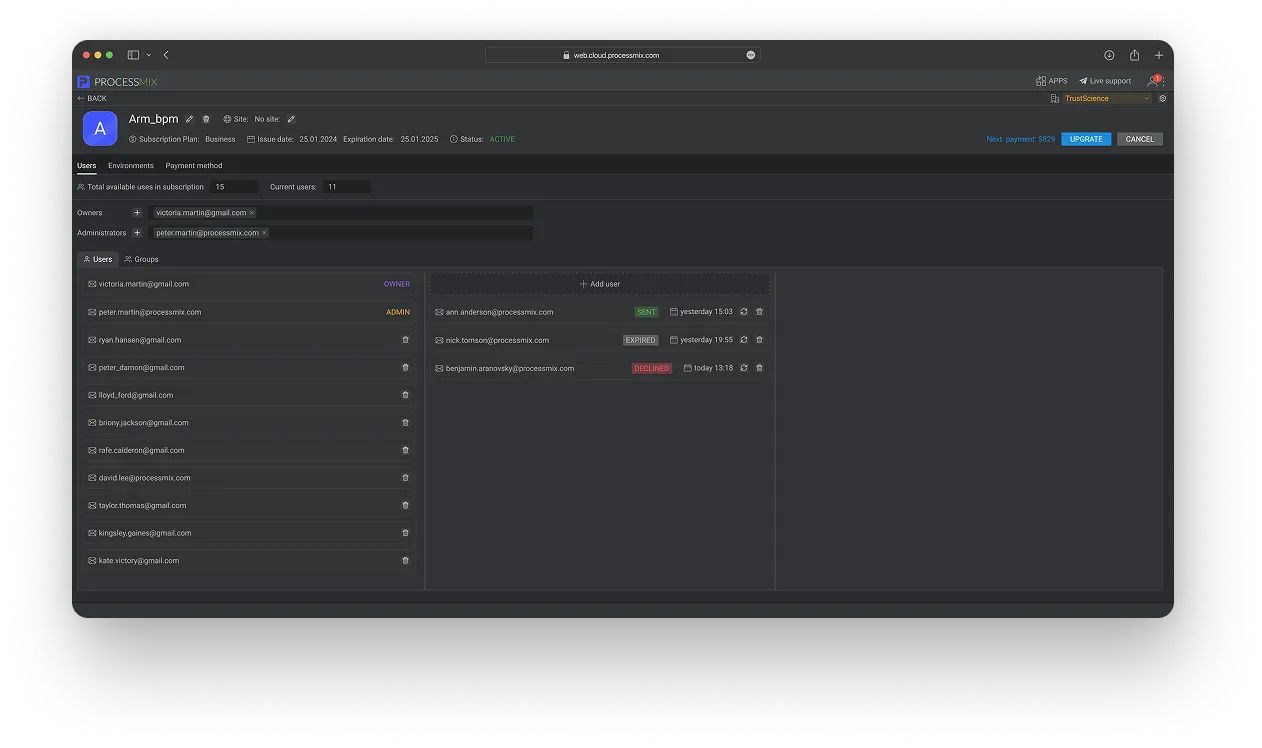 web.cloud.processmix.com
PROCESSMIX
APPS Live support 1
← BACK
TrustScience
A
Arm_bpm Site: No site:
Subscription Plan: Business Issue date: 25.01.2024 Expiration date: 25.01.2025 Status: ACTIVE
Next payment: $829 UPGRADE CANCEL
Users Environments Payment method
Total available uses in subscription 15 Current users: 11
Owners + victoria.martin@gmail.com ×
Administrators + peter.martin@processmix.com ×
Users Groups
victoria.martin@gmail.com OWNER
peter.martin@processmix.com ADMIN
ryan.hansen@gmail.com
peter_damon@gmail.com
lloyd_ford@gmail.com
briony.jackson@gmail.com
rafe.calderon@gmail.com
david.lee@processmix.com
taylor.thomas@gmail.com
kingsley.gaines@gmail.com
kate.victory@gmail.com
+ Add user
ann.anderson@processmix.com SENT yesterday 15:03
nick.tomson@processmix.com EXPIRED yesterday 19:55
benjamin.aranovsky@processmix.com DECLINED today 13:18